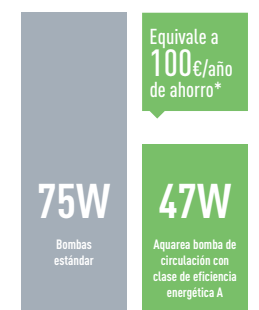 Equivale a
100€/año
de ahorro*
75W
Bombas
estándar
47W
Aquarea bomba de
circulación con
clase de eficiencia
energética A